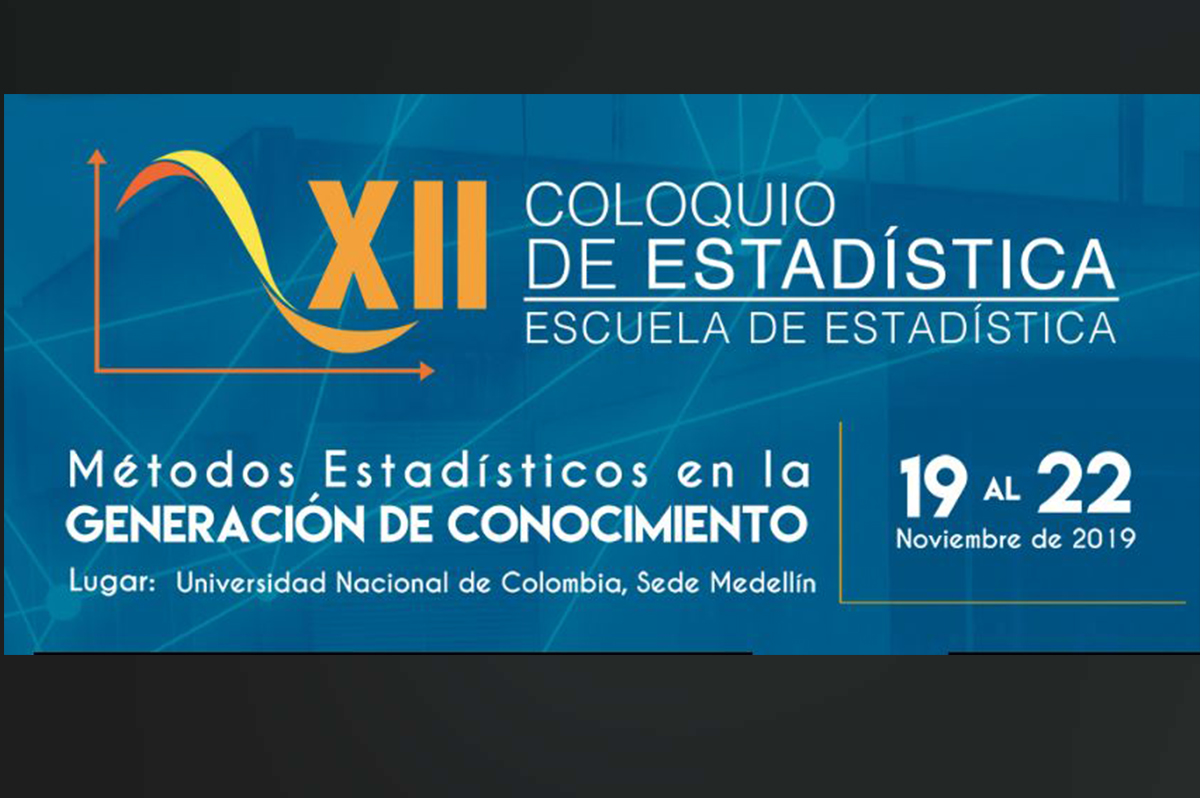 XII
COLOQUIO
DE ESTADÍSTICA
ESCUELA DE ESTADÍSTICA
Métodos Estadísticos en la
GENERACIÓN DE CONOCIMIENTO
Lugar: Universidad Nacional de Colombia, Sede Medellín
19 AL 22
Noviembre de 2019